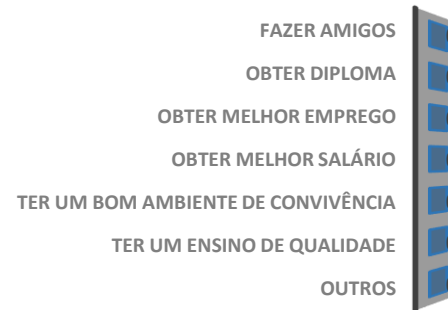 FAZER AMIGOS
OBTER DIPLOMA
OBTER MELHOR EMPREGO
OBTER MELHOR SALÁRIO
TER UM BOM AMBIENTE DE CONVIVÊNCIA
TER UM ENSINO DE QUALIDADE
OUTROS